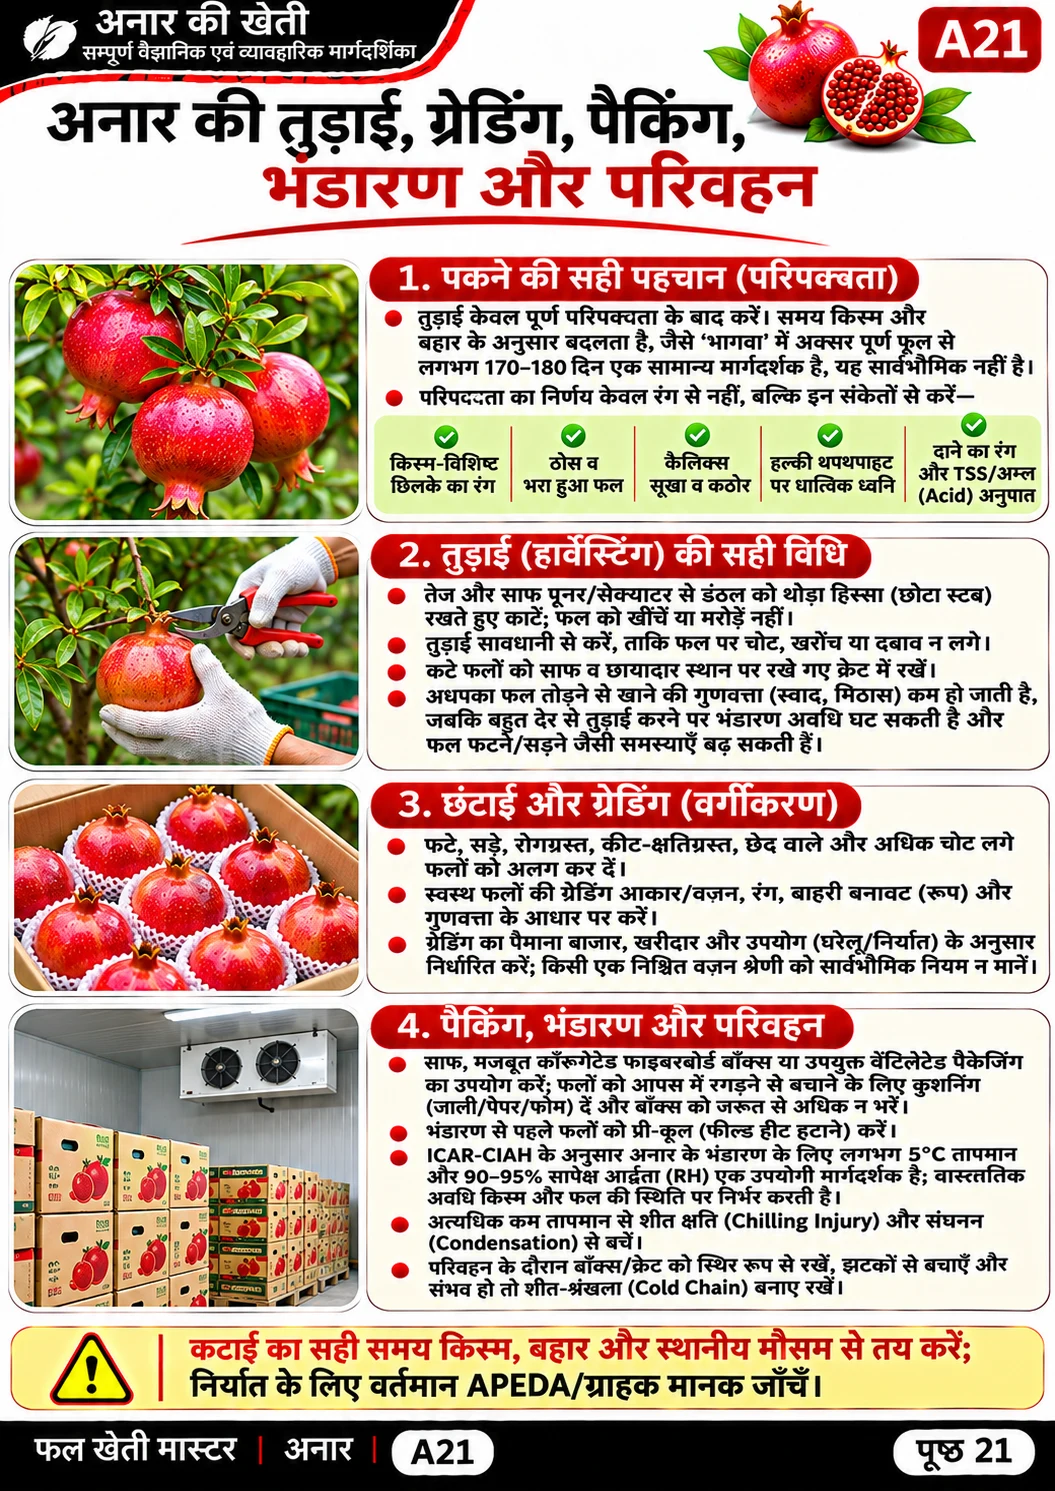 अनार की खेती
सम्पूर्ण वैज्ञानिक एवं व्यावहारिक मार्गदर्शिका
A21
अनार की तुड़ाई, ग्रेडिंग, पैकिंग,
भंडारण और परिवहन
1. पकने की सही पहचान (परिपक्बता)
तुड़ाई केवल पूर्ण परिपक्वता के बाद करें। समय किस्म और
बहार के अनुसार बदलता है, जैसे ‘भागवा’ में अक्सर पूर्ण फूल से
लगभग 170–180 दिन एक सामान्य मार्गदर्शक है, यह सार्वभौमिक नहीं है।
का निर्णय केवल रंग से नहीं, बल्कि इन संकेतों से करें—
किस्म-विशिष्ट
छिलके का रंग
ठोस व
भरा हुआ फल
कैलिक्स
सूखा व कठोर
हल्की थपथपाहट
पर धात्विक ध्वनि
दाने का रंग
और TSS/अम्ल
(Acid) अनुपात
2. तुड़ाई (हार्वेस्टिंग) की सही विधि
तेज और साफ पूनर/सेक्याटर से डंठल को थोड़ा हिस्सा (छोटा स्टब)
रखते हुए काटें; फल को खींचें या मरोड़ें नहीं।
तुड़ाई सावधानी से करें, ताकि फल पर चोट, खरोंच या दबाव न लगे।
कटे फलों को साफ व छायादार स्थान पर रखे गए क्रेट में रखें।
अधपका फल तोड़ने से खाने की गुणवत्ता (स्वाद, मिठास) कम हो जाती है,
जबकि बहुत देर से तुड़ाई करने पर भंडारण अवधि घट सकती है और
फल फटने/सड़ने जैसी समस्याएँ बढ़ सकती हैं।
3. छंटाई और ग्रेडिंग (वर्गीकरण)
फटे, सड़े, रोगग्रस्त, कीट-क्षतिग्रस्त, छेद वाले और अधिक चोट लगे
फलों को अलग कर दें।
स्वस्थ फलों की ग्रेडिंग आकार/वज़न, रंग, बाहरी बनावट (रूप) और
गुणवत्ता के आधार पर करें।
ग्रेडिंग का पैमाना बाजार, खरीदार और उपयोग (घरेलू/निर्यात) के अनुसार
निर्धारित करें; किसी एक निश्चित वज़न श्रेणी को सार्वभौमिक नियम न मानें।
4. पैकिंग, भंडारण और परिवहन
साफ, मजबूत कॉरूगेटेड फाइबरबोर्ड बॉक्स या उपयुक्त वेंटिलेटेड पैकेजिंग
का उपयोग करें; फलों को आपस में रगड़ने से बचाने के लिए कुशनिंग
(जाली/पेपर/फोम) दें और बॉक्स को जरूत से अधिक न भरें।
भंडारण से पहले फलों को प्री-कूल (फील्ड हीट हटाने) करें।
ICAR-CIAH के अनुसार अनार के भंडारण के लिए लगभग 5°C तापमान
और 90–95% सापेक्ष आर्द्रता (RH) एक उपयोगी मार्गदर्शक है; वास्तततिक
अवधि किस्म और फल की स्थिति पर निर्भर करती है।
अत्यधिक कम तापमान से शीत क्षति (Chilling Injury) और संघनन
(Condensation) से बचें।
परिवहन के दौरान बॉक्स/क्रेट को स्थिर रूप से रखें, झटकों से बचाएँ और
संभव हो तो शीत-श्रंखला (Cold Chain) बनाए रखें।
कटाई का सही समय किस्म, बहार और स्थानीय मौसम से तय करें;
निर्यात के लिए वर्तमान APEDA/ग्राहक मानक जाँचें।
फल खेती मास्टर | अनार | A21
पृष्ठ 21